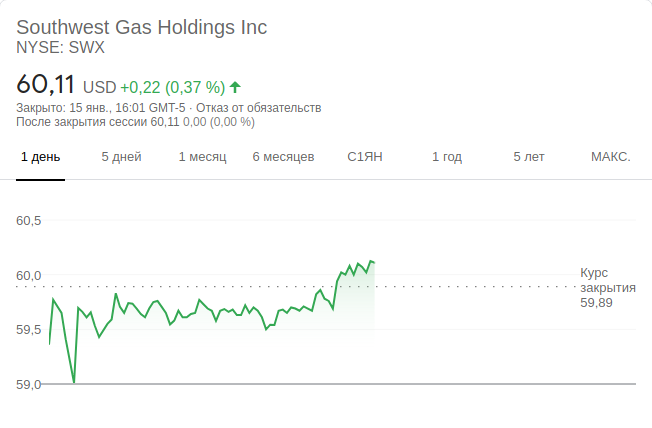 Southwest Gas Holdings Inc
NYSE: SWX
60,11 USD +0,22 (0,37 %)
Закрыто: 15 янв., 16:01 GMT-5 · Отказ от обязательств
После закрытия сессии 60,11 0,00 (0,00 %)
1 день 5 дней 1 месяц 6 месяцев С1ЯН 1 год 5 лет МАКС.
60,5
60,0
59,5
59,0
Курс
закрытия
59,89